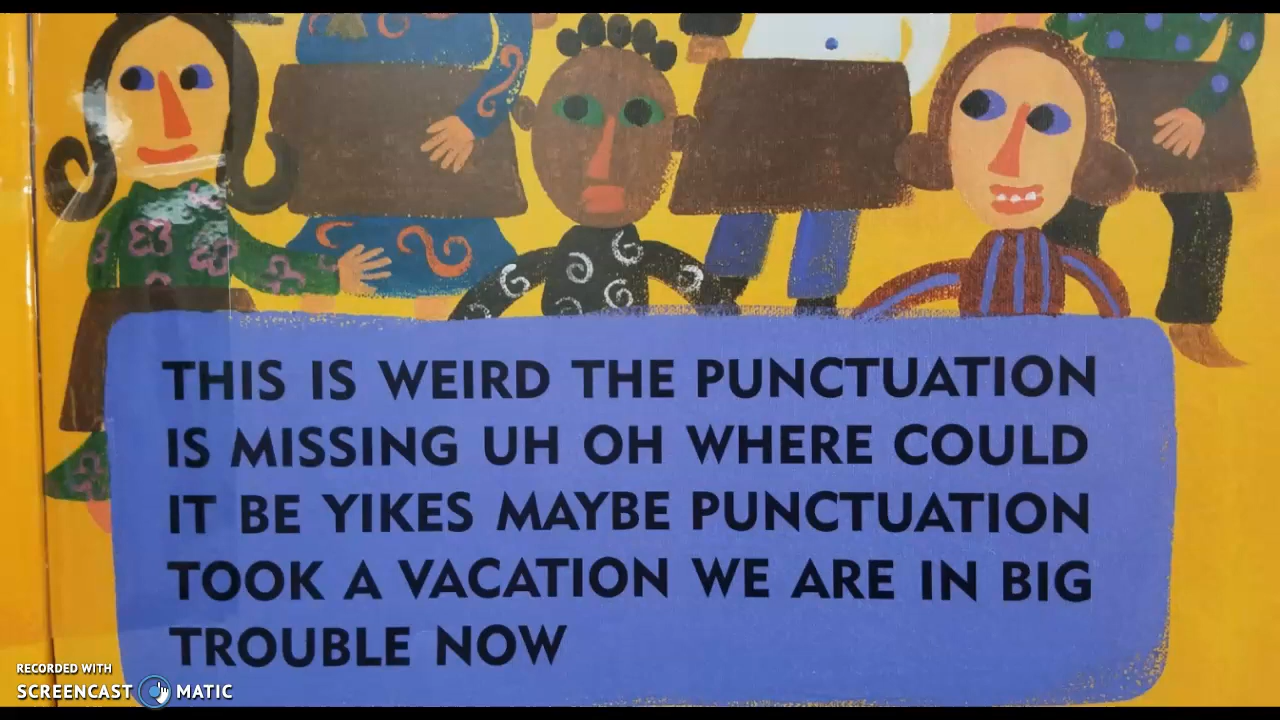 THIS IS WEIRD THE PUNCTUATION
IS MISSING UH OH WHERE COULD
IT BE YIKES MAYBE PUNCTUATION
TOOK A VACATION WE ARE IN BIG
TROUBLE NOW
RECORDED WITH
SCREENCAST MATIC